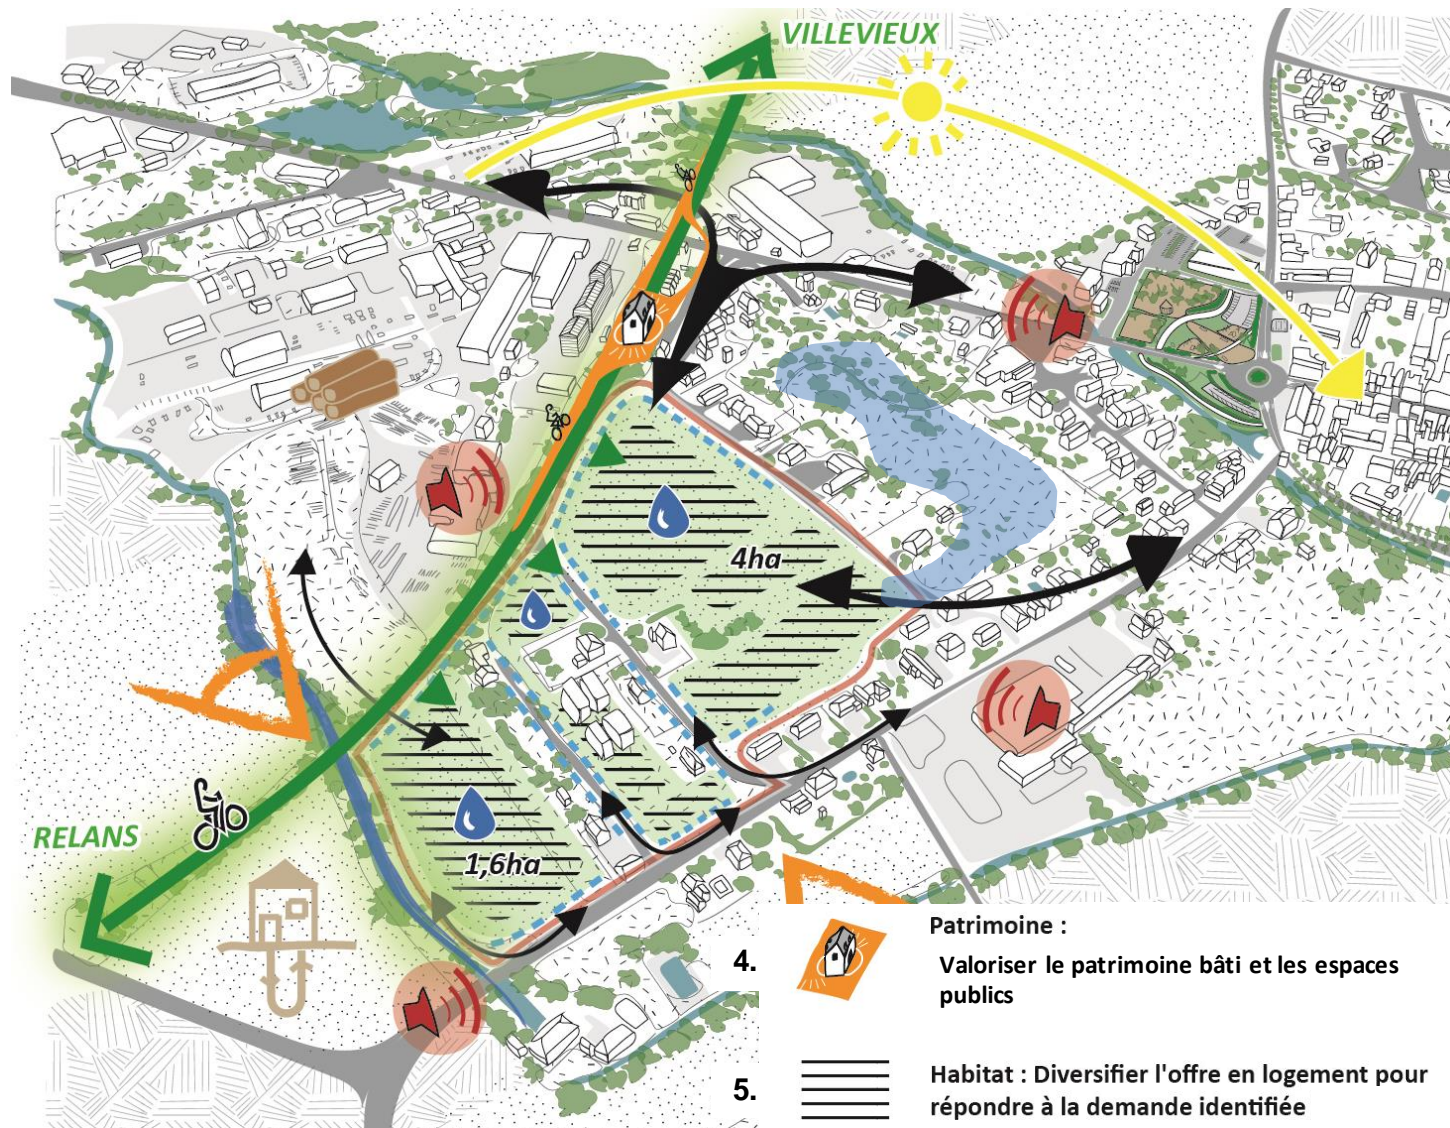 VILLEVIEUX
4ha
RELANS
1,6ha
4.
Patrimoine :
Valoriser le patrimoine bâti et les espaces
publics
5.
Habitat : Diversifier l'offre en logement pour
répondre à la demande identifiée